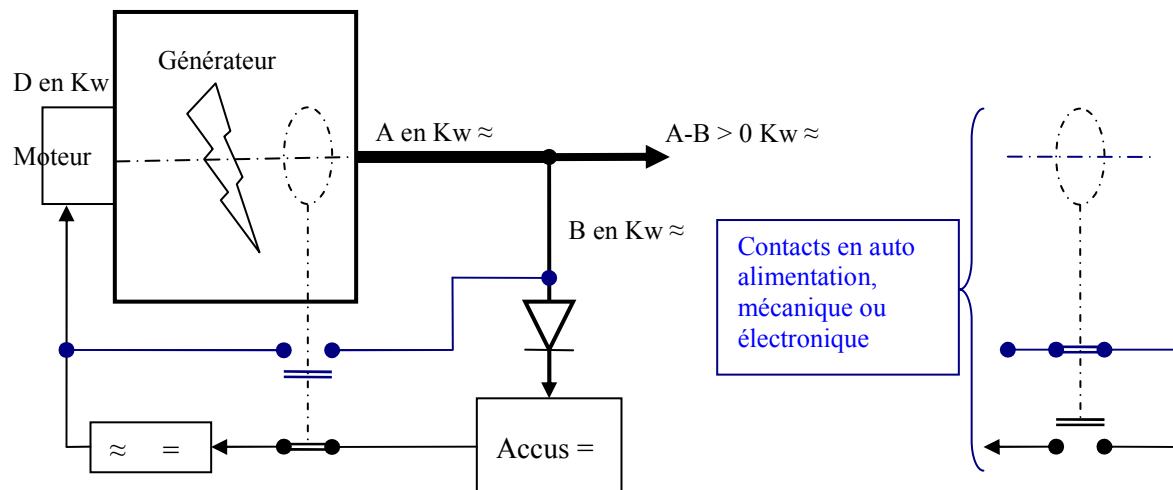 Générateur
D en Kw
Moteur
A en Kw ≈
A-B > 0 Kw ≈
B en Kw ≈
Contacts en auto
alimentation,
mécanique ou
électronique
≈ =
Accus =